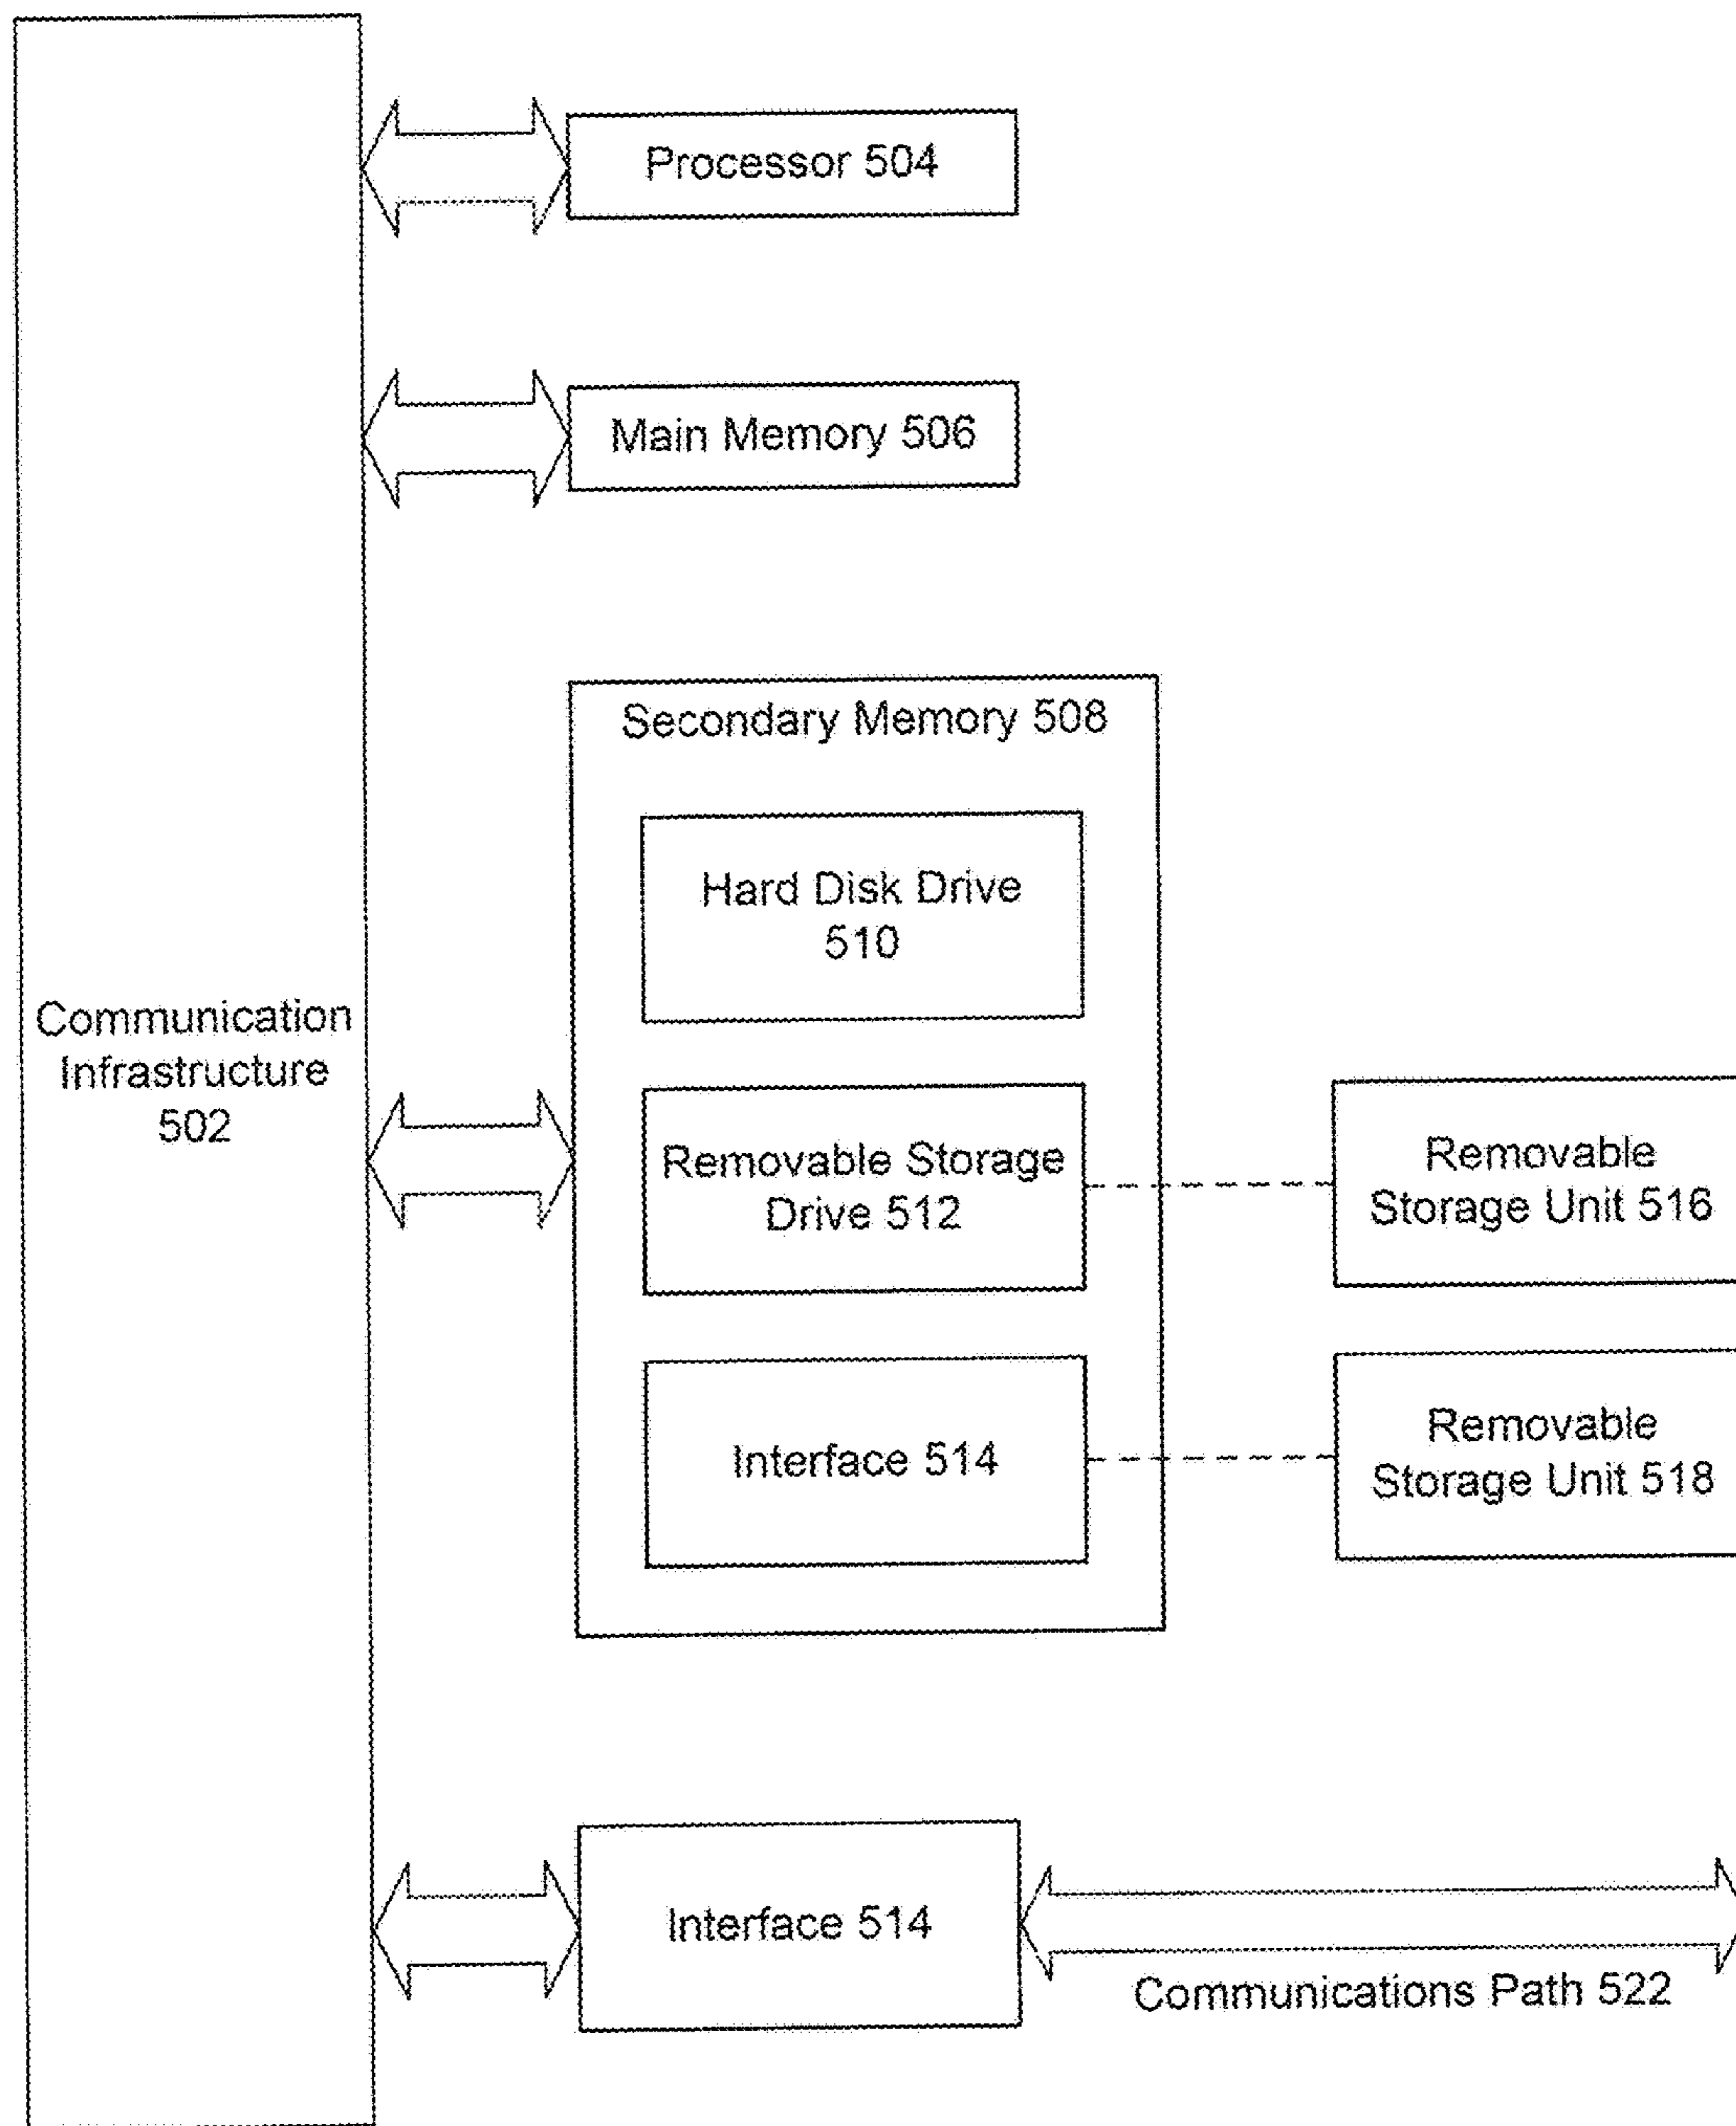 Processor 504
Main Memory 506
Secondary Memory 508
Hard Disk Drive
510
Communication
Infrastructure
502
Removable Storage
Drive 512
Removable
Storage Unit 516
Interface 514
Removable
Storage Unit 518
Interface 514
Communications Path 522